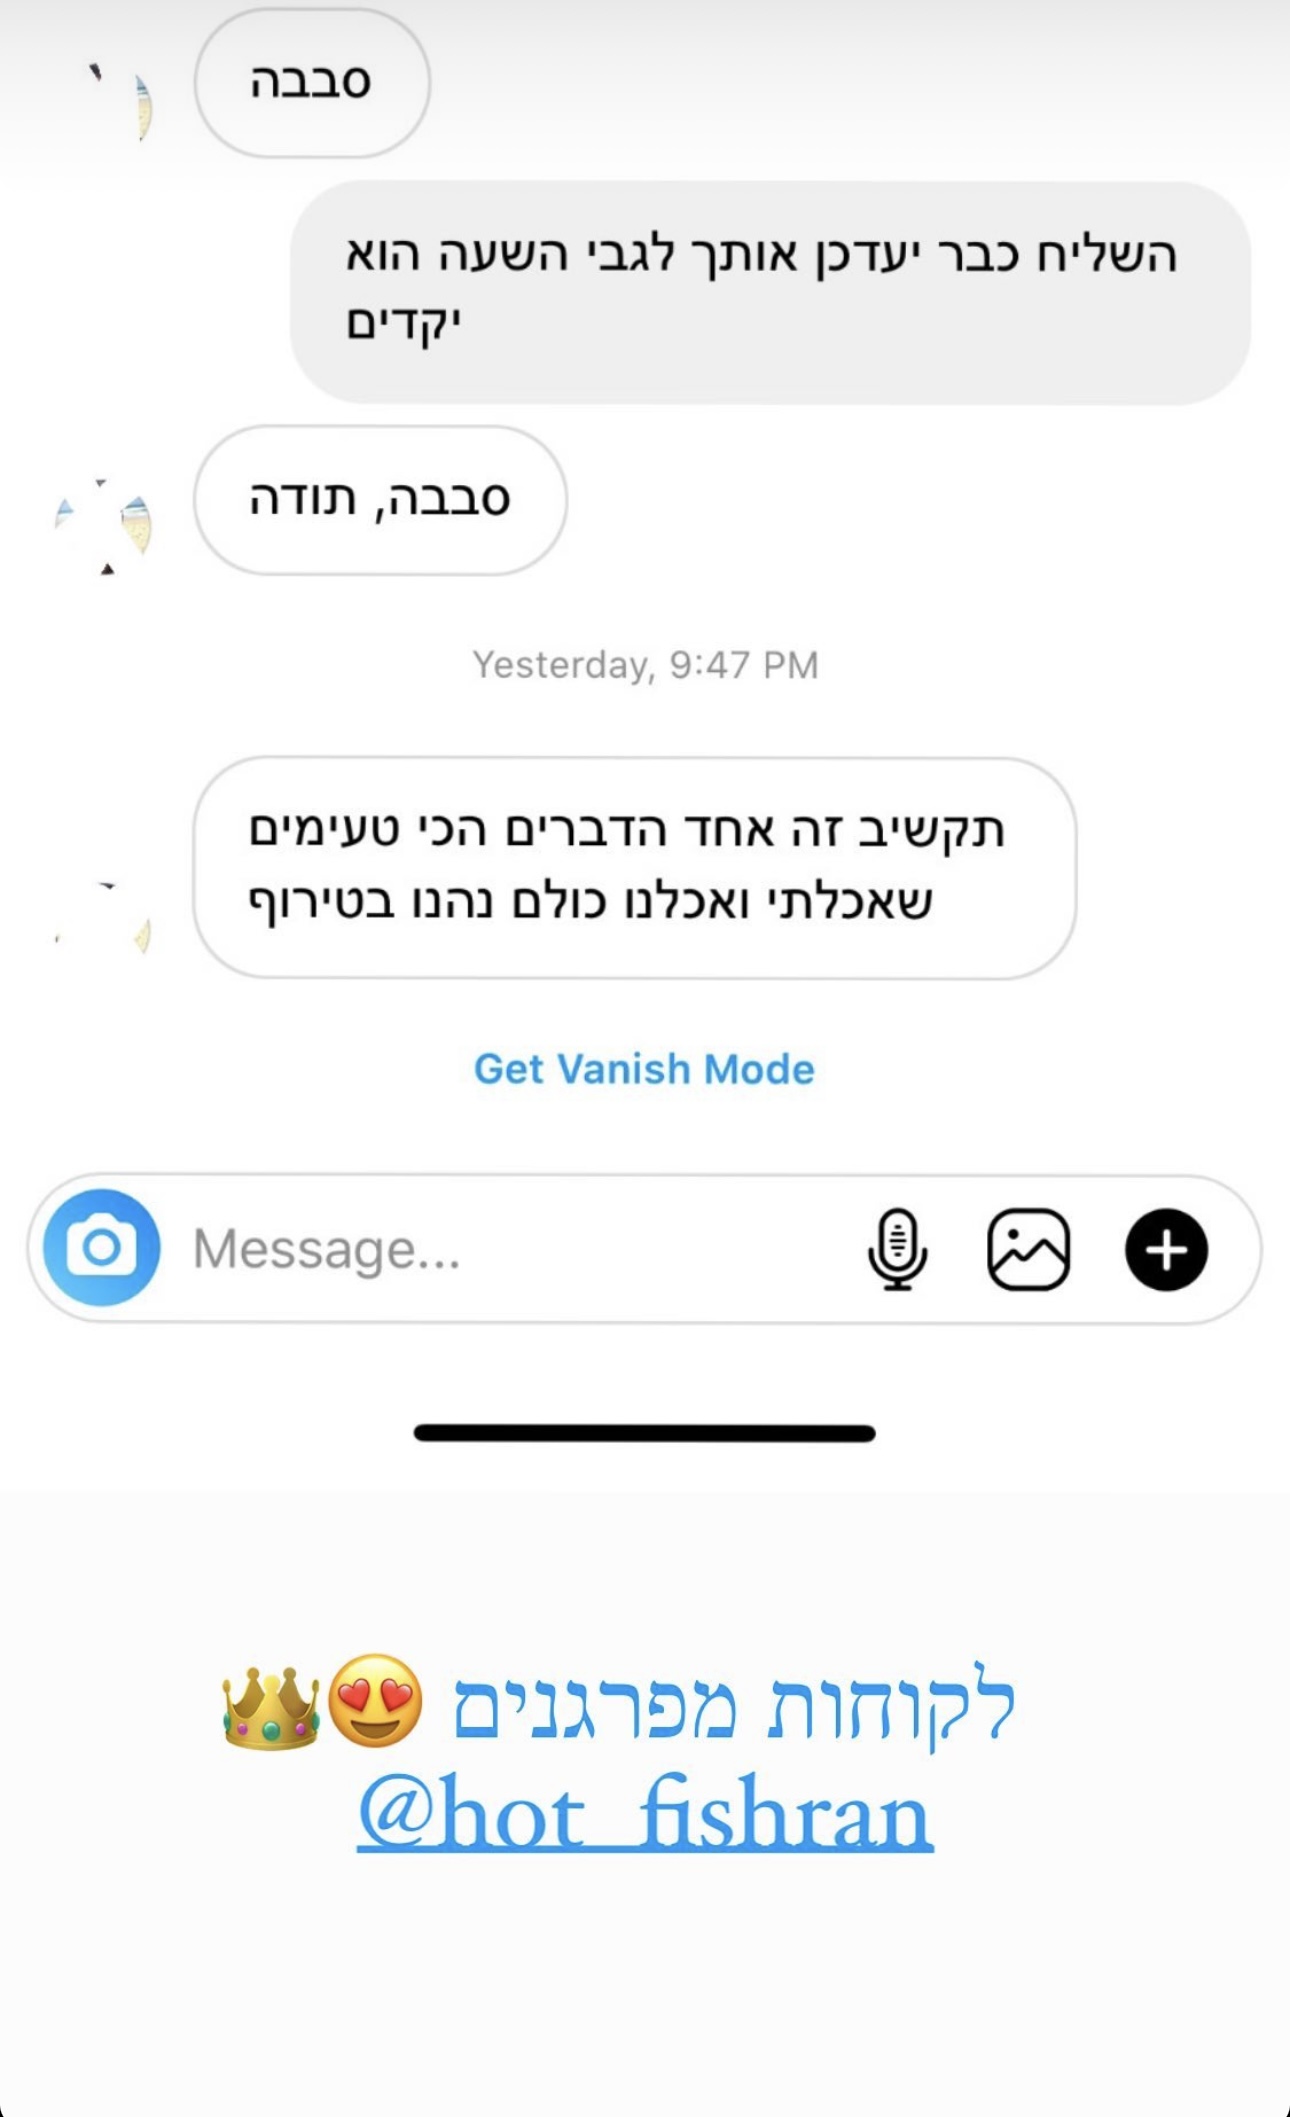 סבבה
השליח כבר יעדכן אותך לגבי השעה הוא
יקדים
סבבה, תודה
Yesterday, 9:47 PM
תקשיב זה אחד הדברים הכי טעימים
שאכלתי ואכלנו כולם נהנו בטירוף
Get Vanish Mode
Message...
לקוחות מפרגנים 😍👑
@hot_fishran